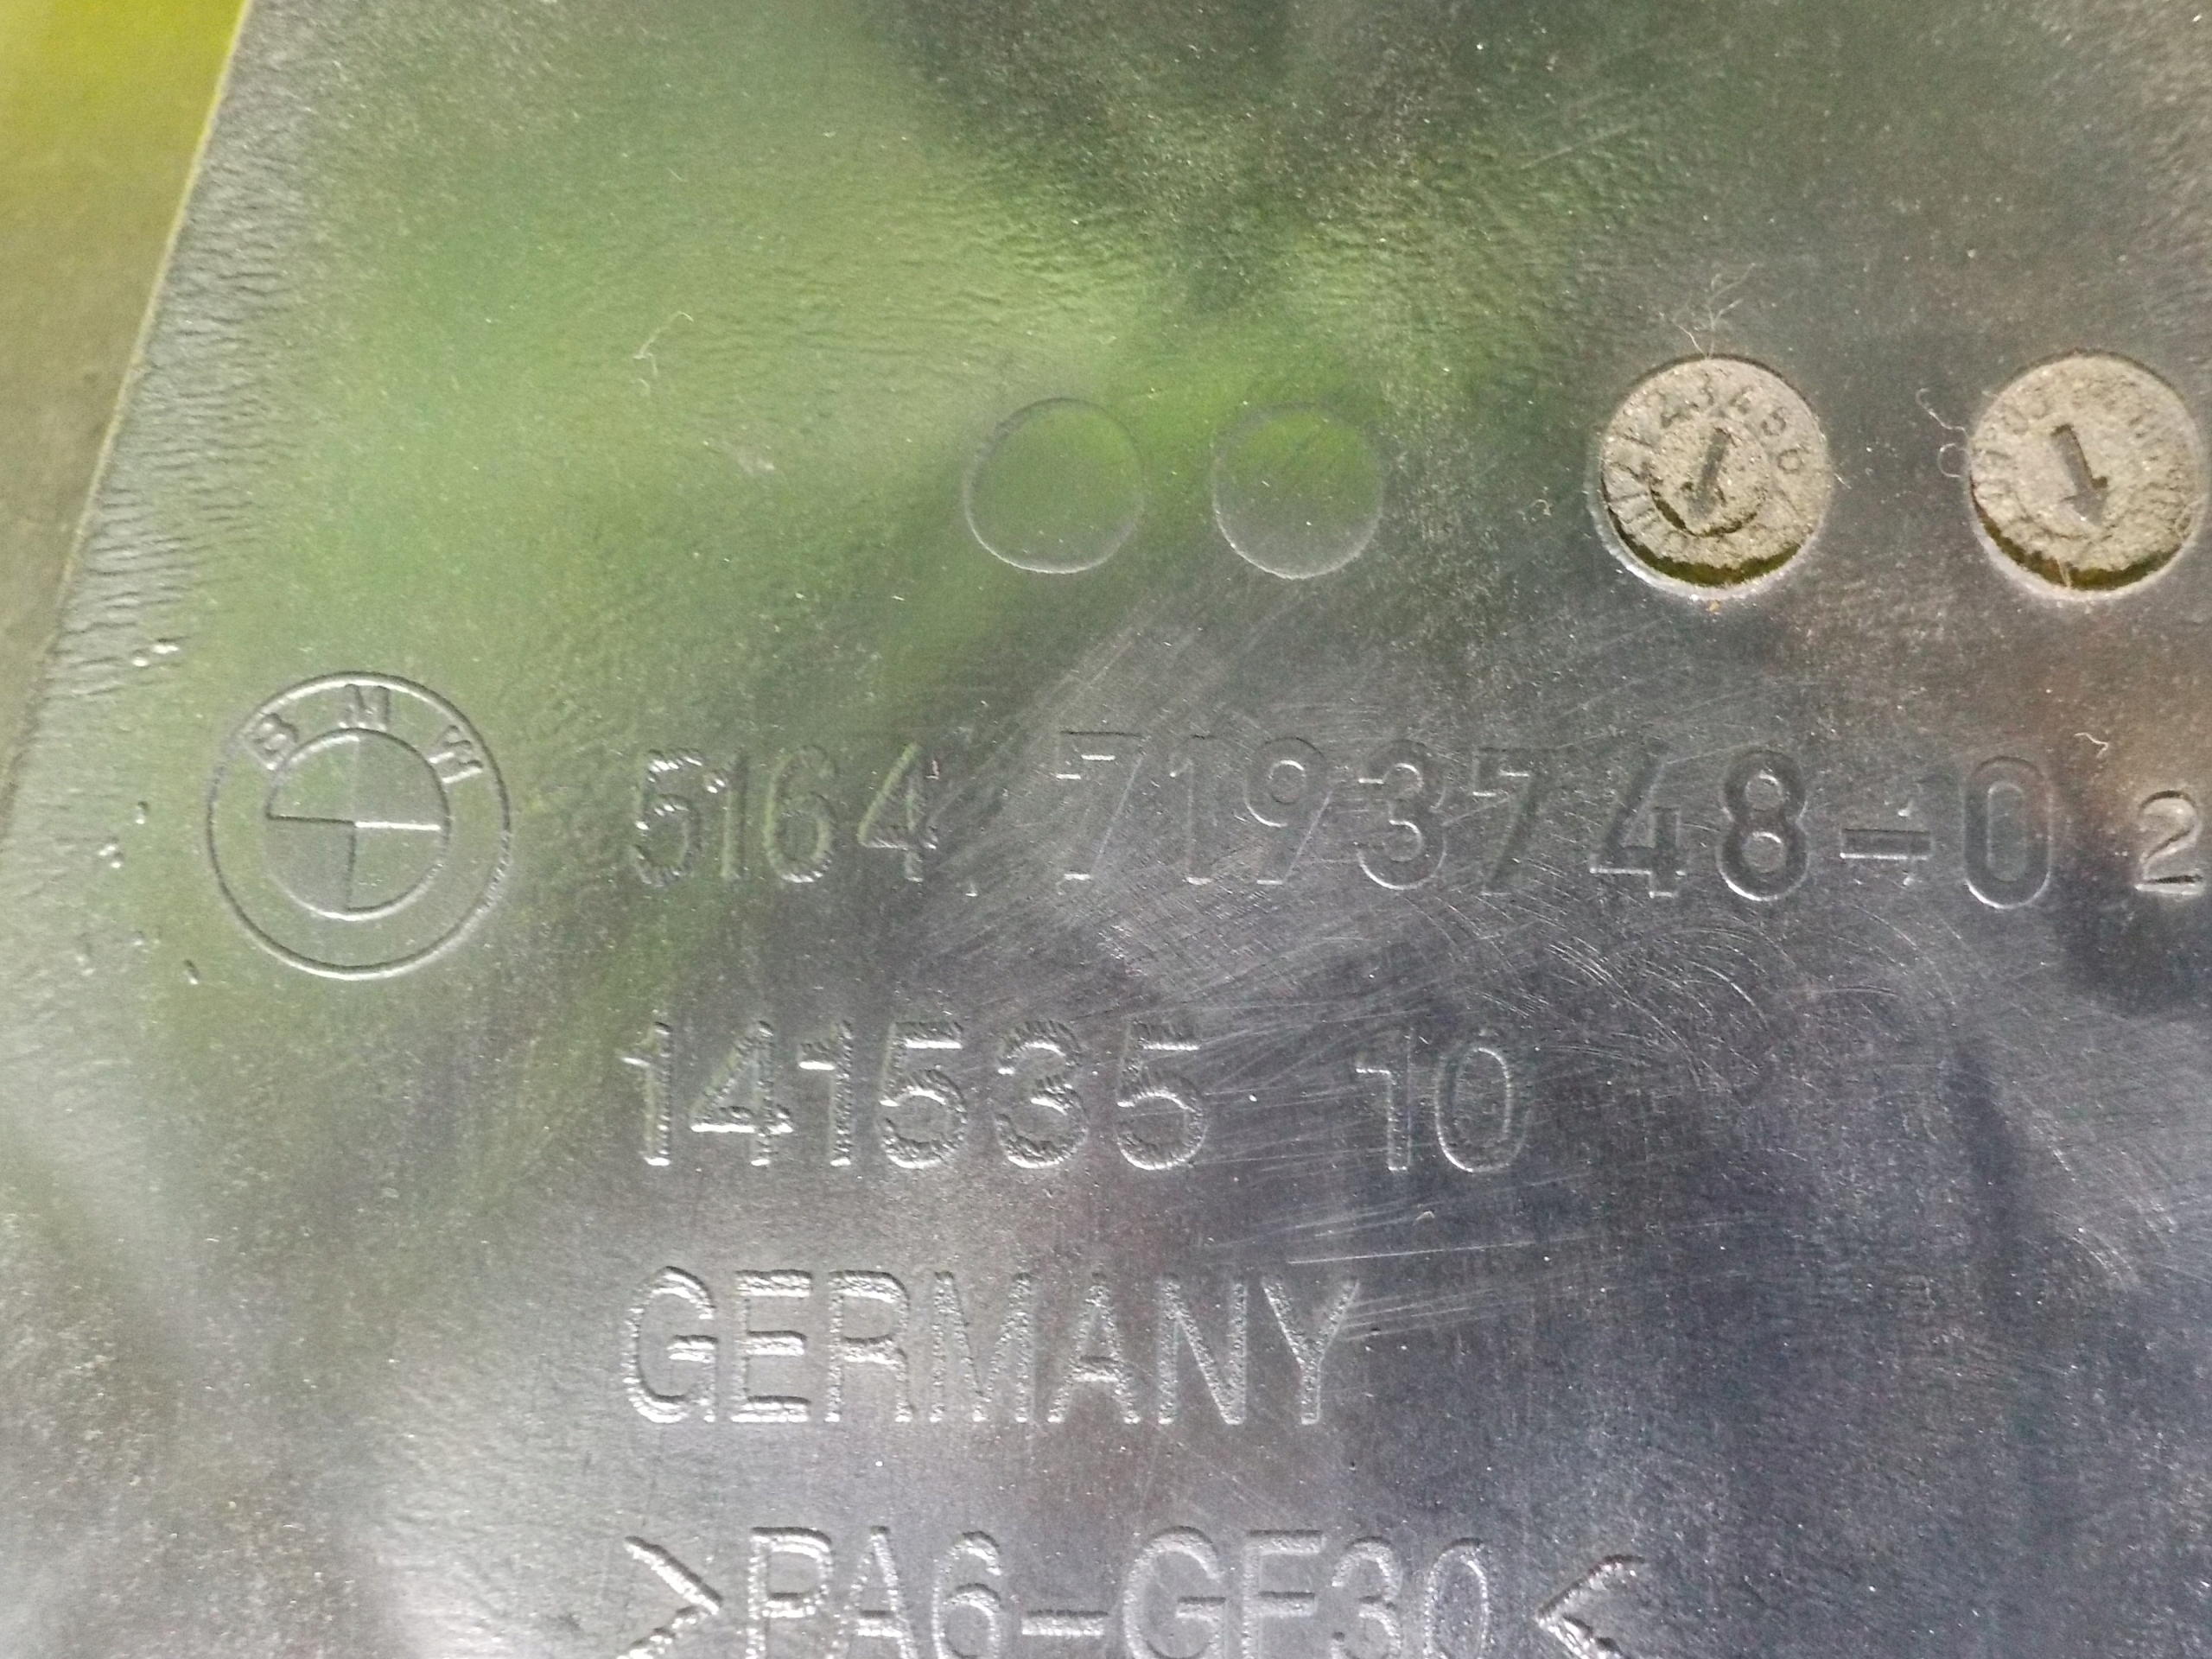 BMW
5164.7193748-02
141535 10
GERMANY
>PA6-GF30<